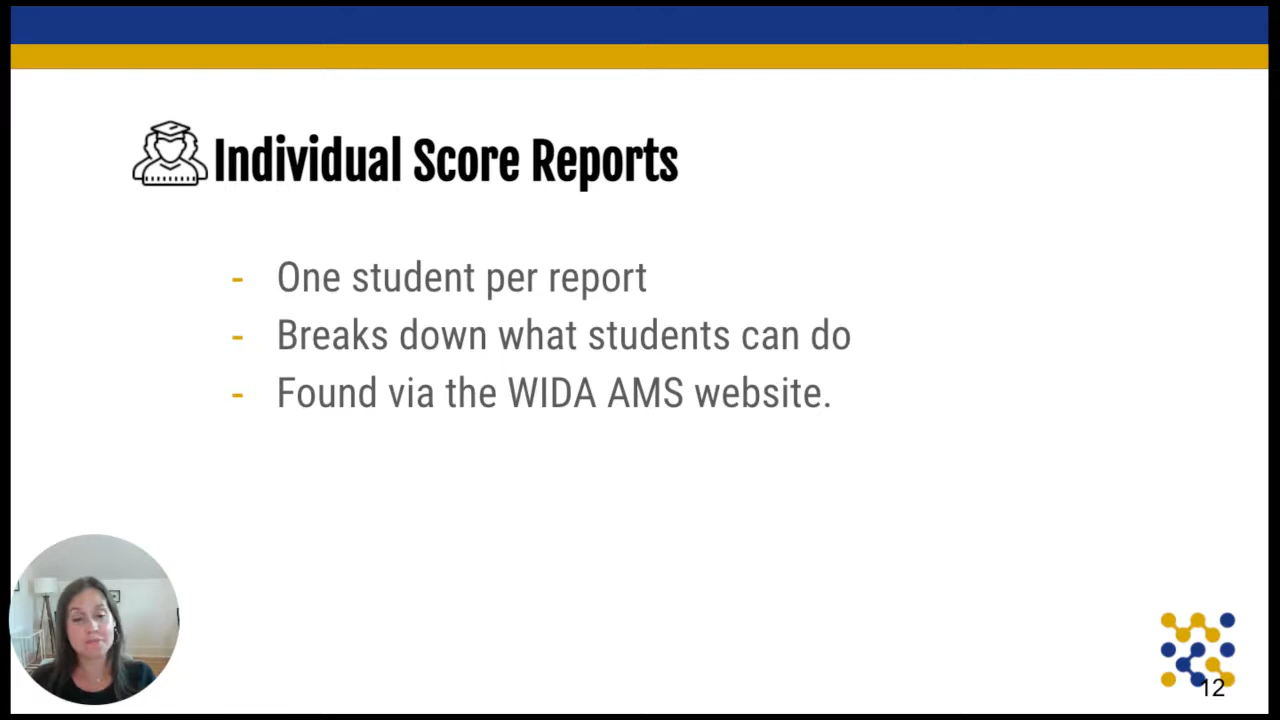 Individual Score Reports
- One student per report
- Breaks down what students can do
- Found via the WIDA AMS website.
12